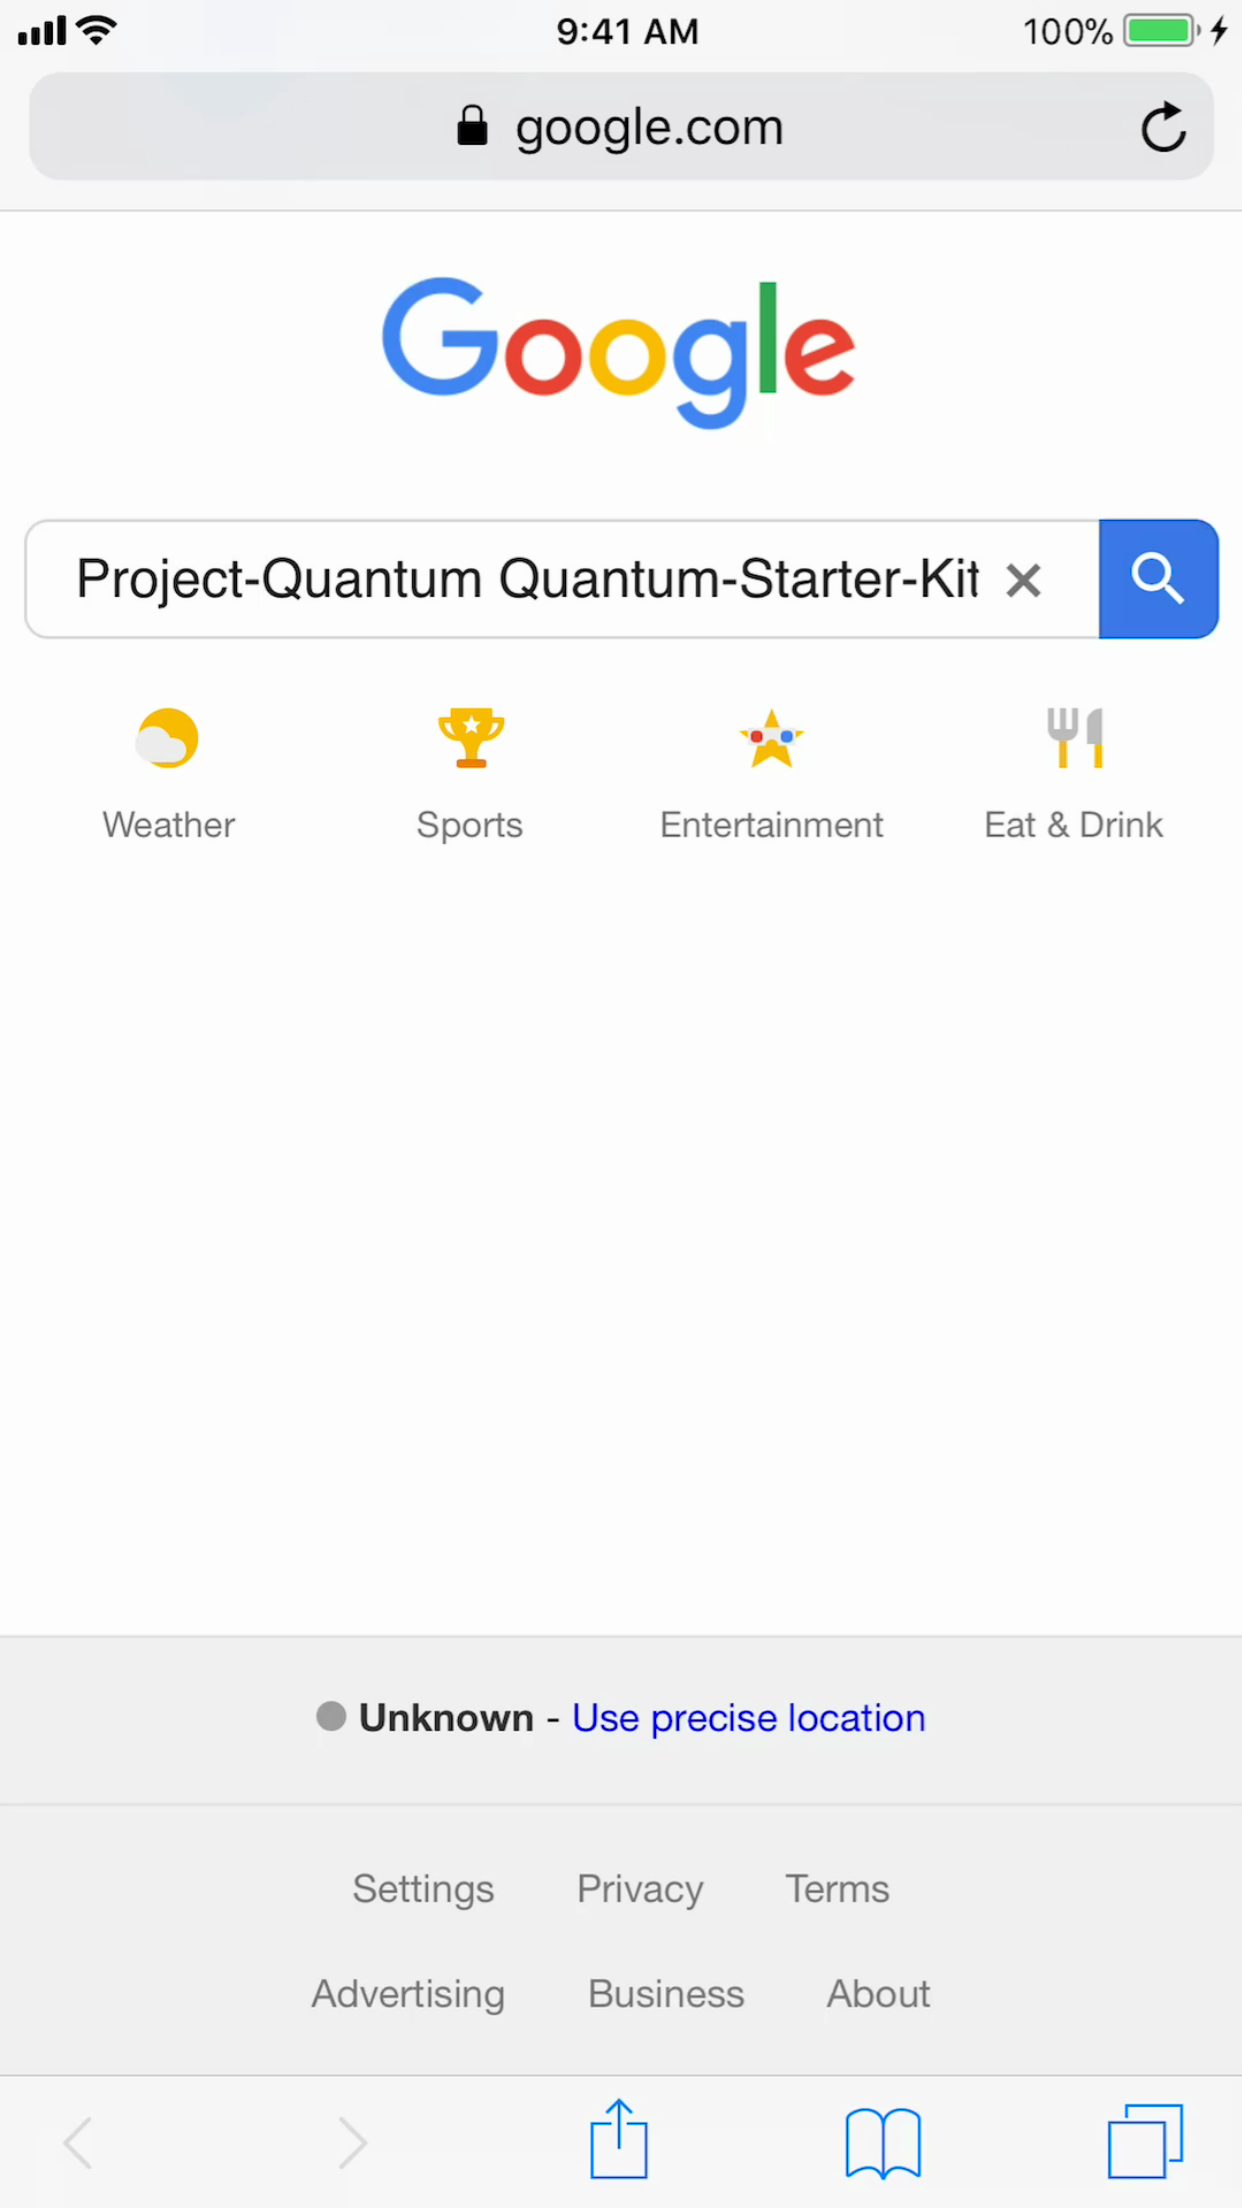 9:41 AM
100%
google.com
Google
Project-Quantum Quantum-Starter-Kit
Weather
Sports
Entertainment
Eat & Drink
Unknown - Use precise location
Settings
Privacy
Terms
Advertising
Business
About